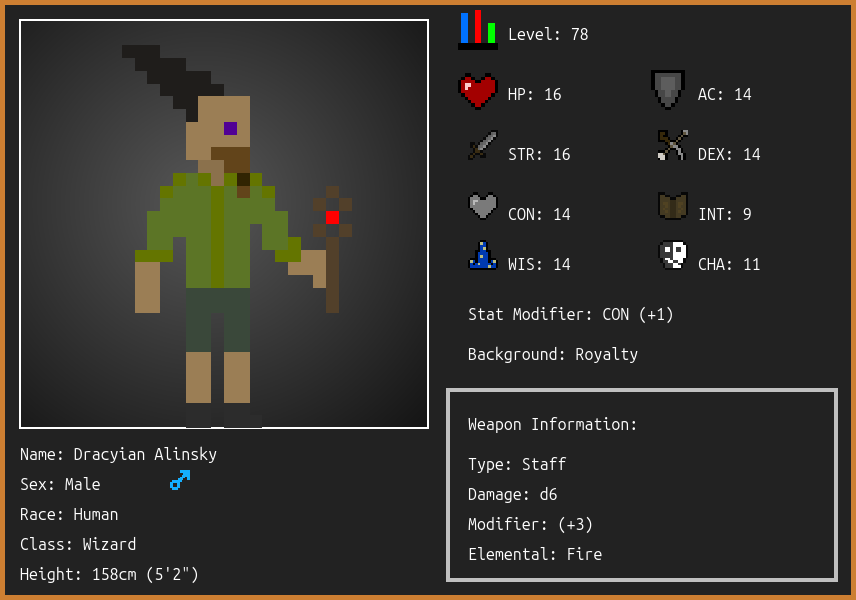 Level: 78
HP: 16
AC: 14
STR: 16
DEX: 14
CON: 14
INT: 9
WIS: 14
CHA: 11
Stat Modifier: CON (+1)
Background: Royalty
Weapon Information:
Type: Staff
Damage: d6
Modifier: (+3)
Elemental: Fire
Name: Dracyian Alinsky
Sex: Male
Race: Human
Class: Wizard
Height: 158cm (5'2")